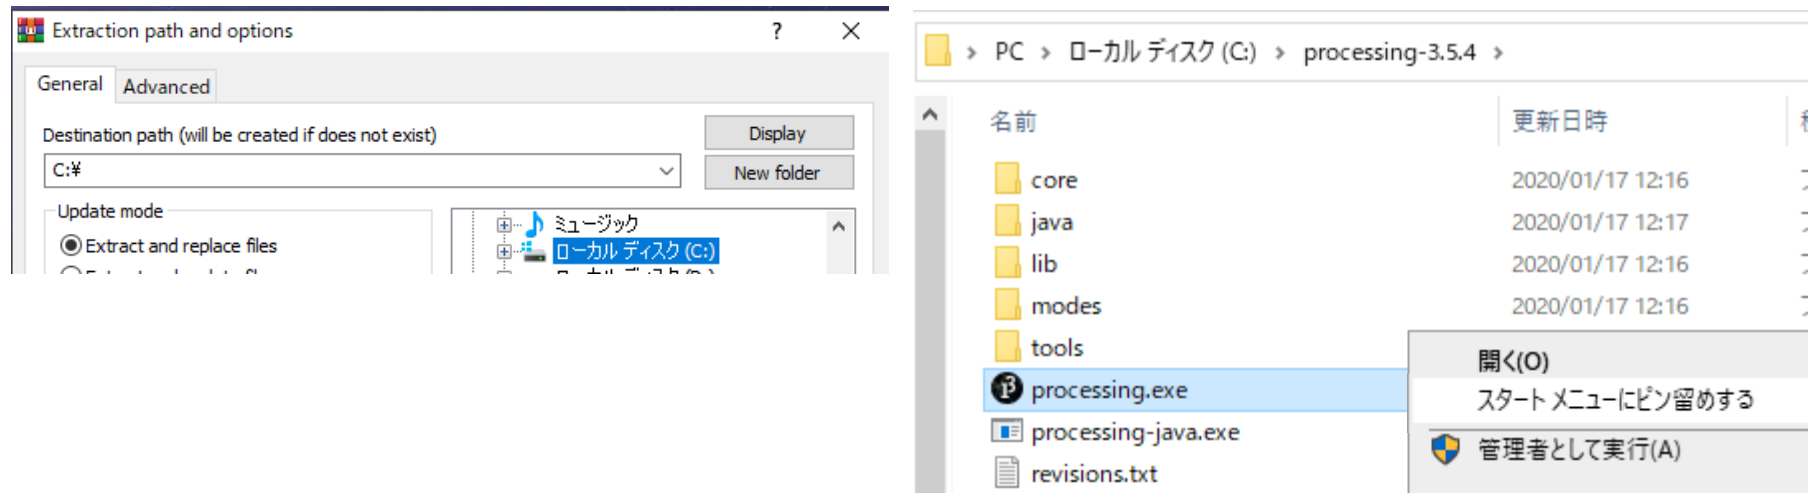 Extraction path and options
?
General
Advanced
Destination path (will be created if does not exist)
Display
C:¥
New folder
Update mode
ミュージック
Extract and replace files
ローカル ディスク (C:)
PC
ローカル ディスク (C:)
processing-3.5.4
名前
更新日時
core
2020/01/17 12:16
java
2020/01/17 12:17
lib
2020/01/17 12:16
modes
2020/01/17 12:16
tools
開く(O)
processing.exe
スタート メニューにピン留めする
processing-java.exe
管理者として実行(A)
revisions.txt